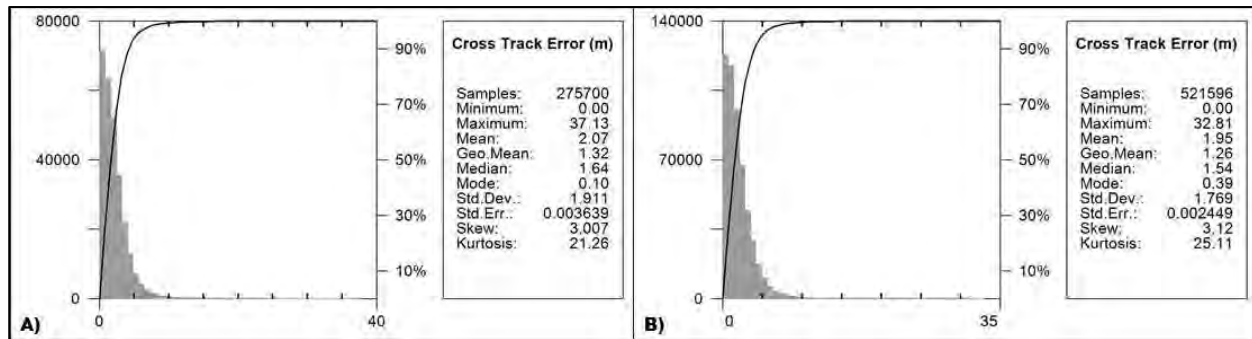 80000
40000
0
90%
70%
50%
30%
10%
0
40
Cross Track Error (m)
Samples: 275700
Minimum: 0.00
Maximum: 37.13
Mean: 2.07
Geo.Mean: 1.32
Median: 1.64
Mode: 0.10
Std.Dev.: 1.911
Std.Err.: 0.003639
Skew: 3.007
Kurtosis: 21.26
A)
140000
70000
0
90%
70%
50%
30%
10%
0
35
Cross Track Error (m)
Samples: 521596
Minimum: 0.00
Maximum: 32.81
Mean: 1.95
Geo.Mean: 1.26
Median: 1.54
Mode: 0.39
Std.Dev.: 1.769
Std.Err.: 0.002449
Skew: 3.12
Kurtosis: 25.11
B)